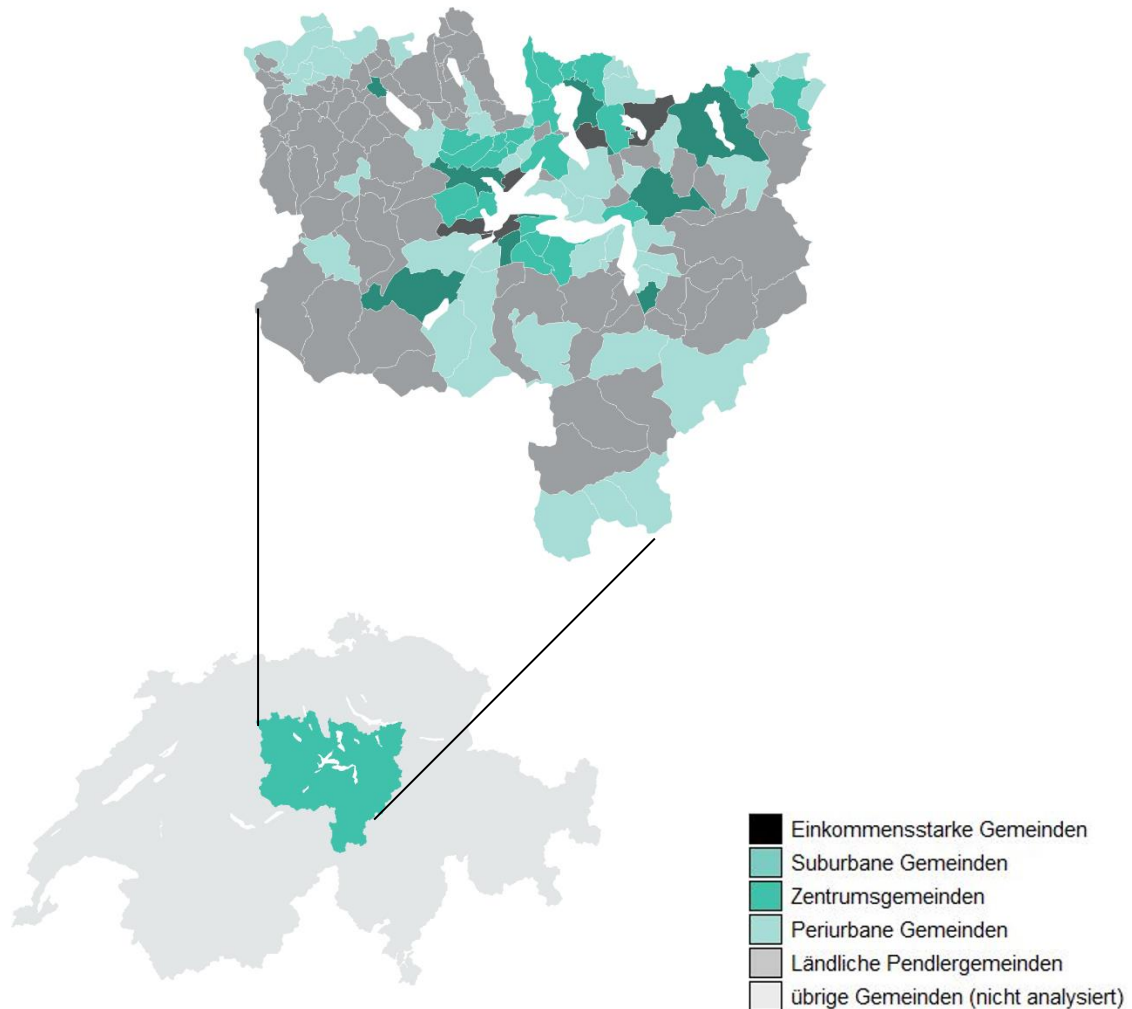 Einkommensstarke Gemeinden
Suburbane Gemeinden
Zentrumsgemeinden
Periurbane Gemeinden
Ländliche Pendlergemeinden
übrige Gemeinden (nicht analysiert)